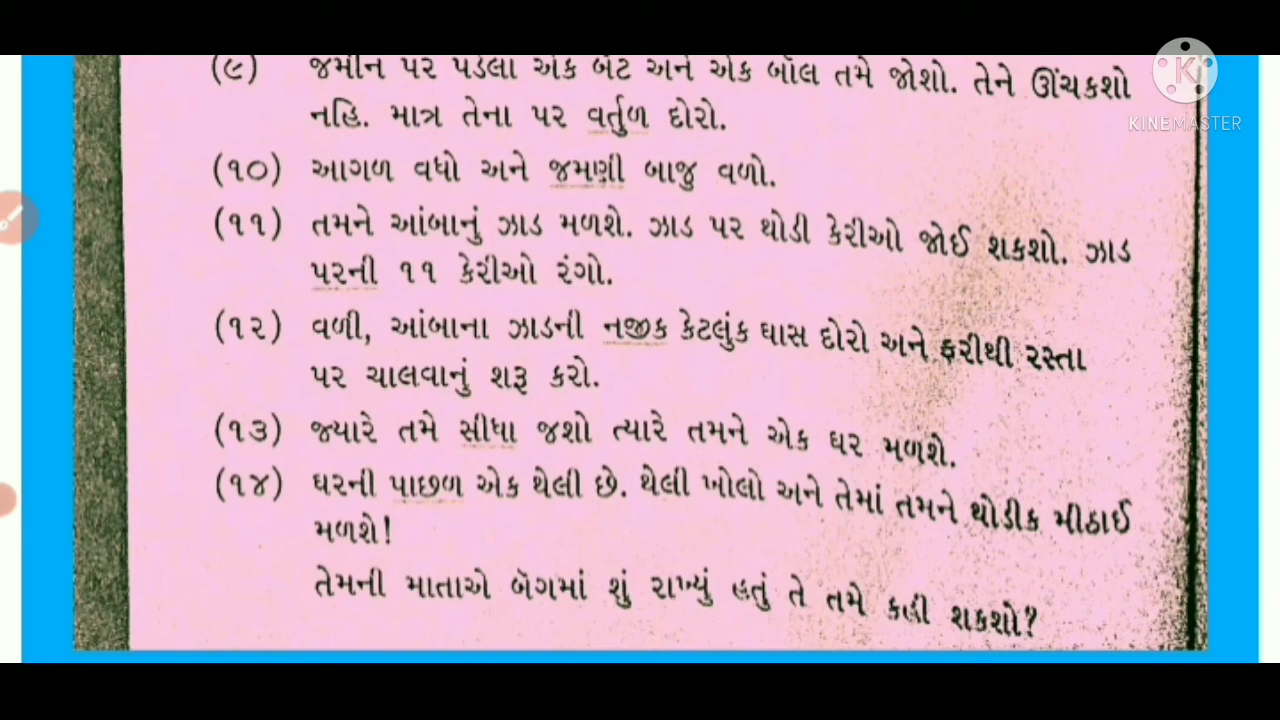 (૯) જમીન પર પડેલા એક બૅટ અને એક બૉલ તમે જોશો. તેને ઊંચકશો
નહિ. માત્ર તેના પર વર્તુળ દોરો.
(૧૦) આગળ વધો અને જમણી બાજુ વળો.
(૧૧) તમને આંબાનું ઝાડ મળશે. ઝાડ પર થોડી કેરીઓ જોઈ શકશો. ઝાડ
પરની ૧૧ કેરીઓ રંગો.
(૧૨) વળી, આંબાના ઝાડની નજીક કેટલુંક ઘાસ દોરો અને ફરીથી રસ્તા
પર ચાલવાનું શરૂ કરો.
(૧૩) જ્યારે તમે સીધા જશો ત્યારે તમને એક ઘર મળશે.
(૧૪) ઘરની પાછળ એક થેલી છે. થેલી ખોલો અને તેમાં તમને થોડીક મીઠાઈ
મળશે!
તેમની માતાએ બૅગમાં શું રાખ્યું હતું તે તમે કહી શકશો?
K
KINEMASTER